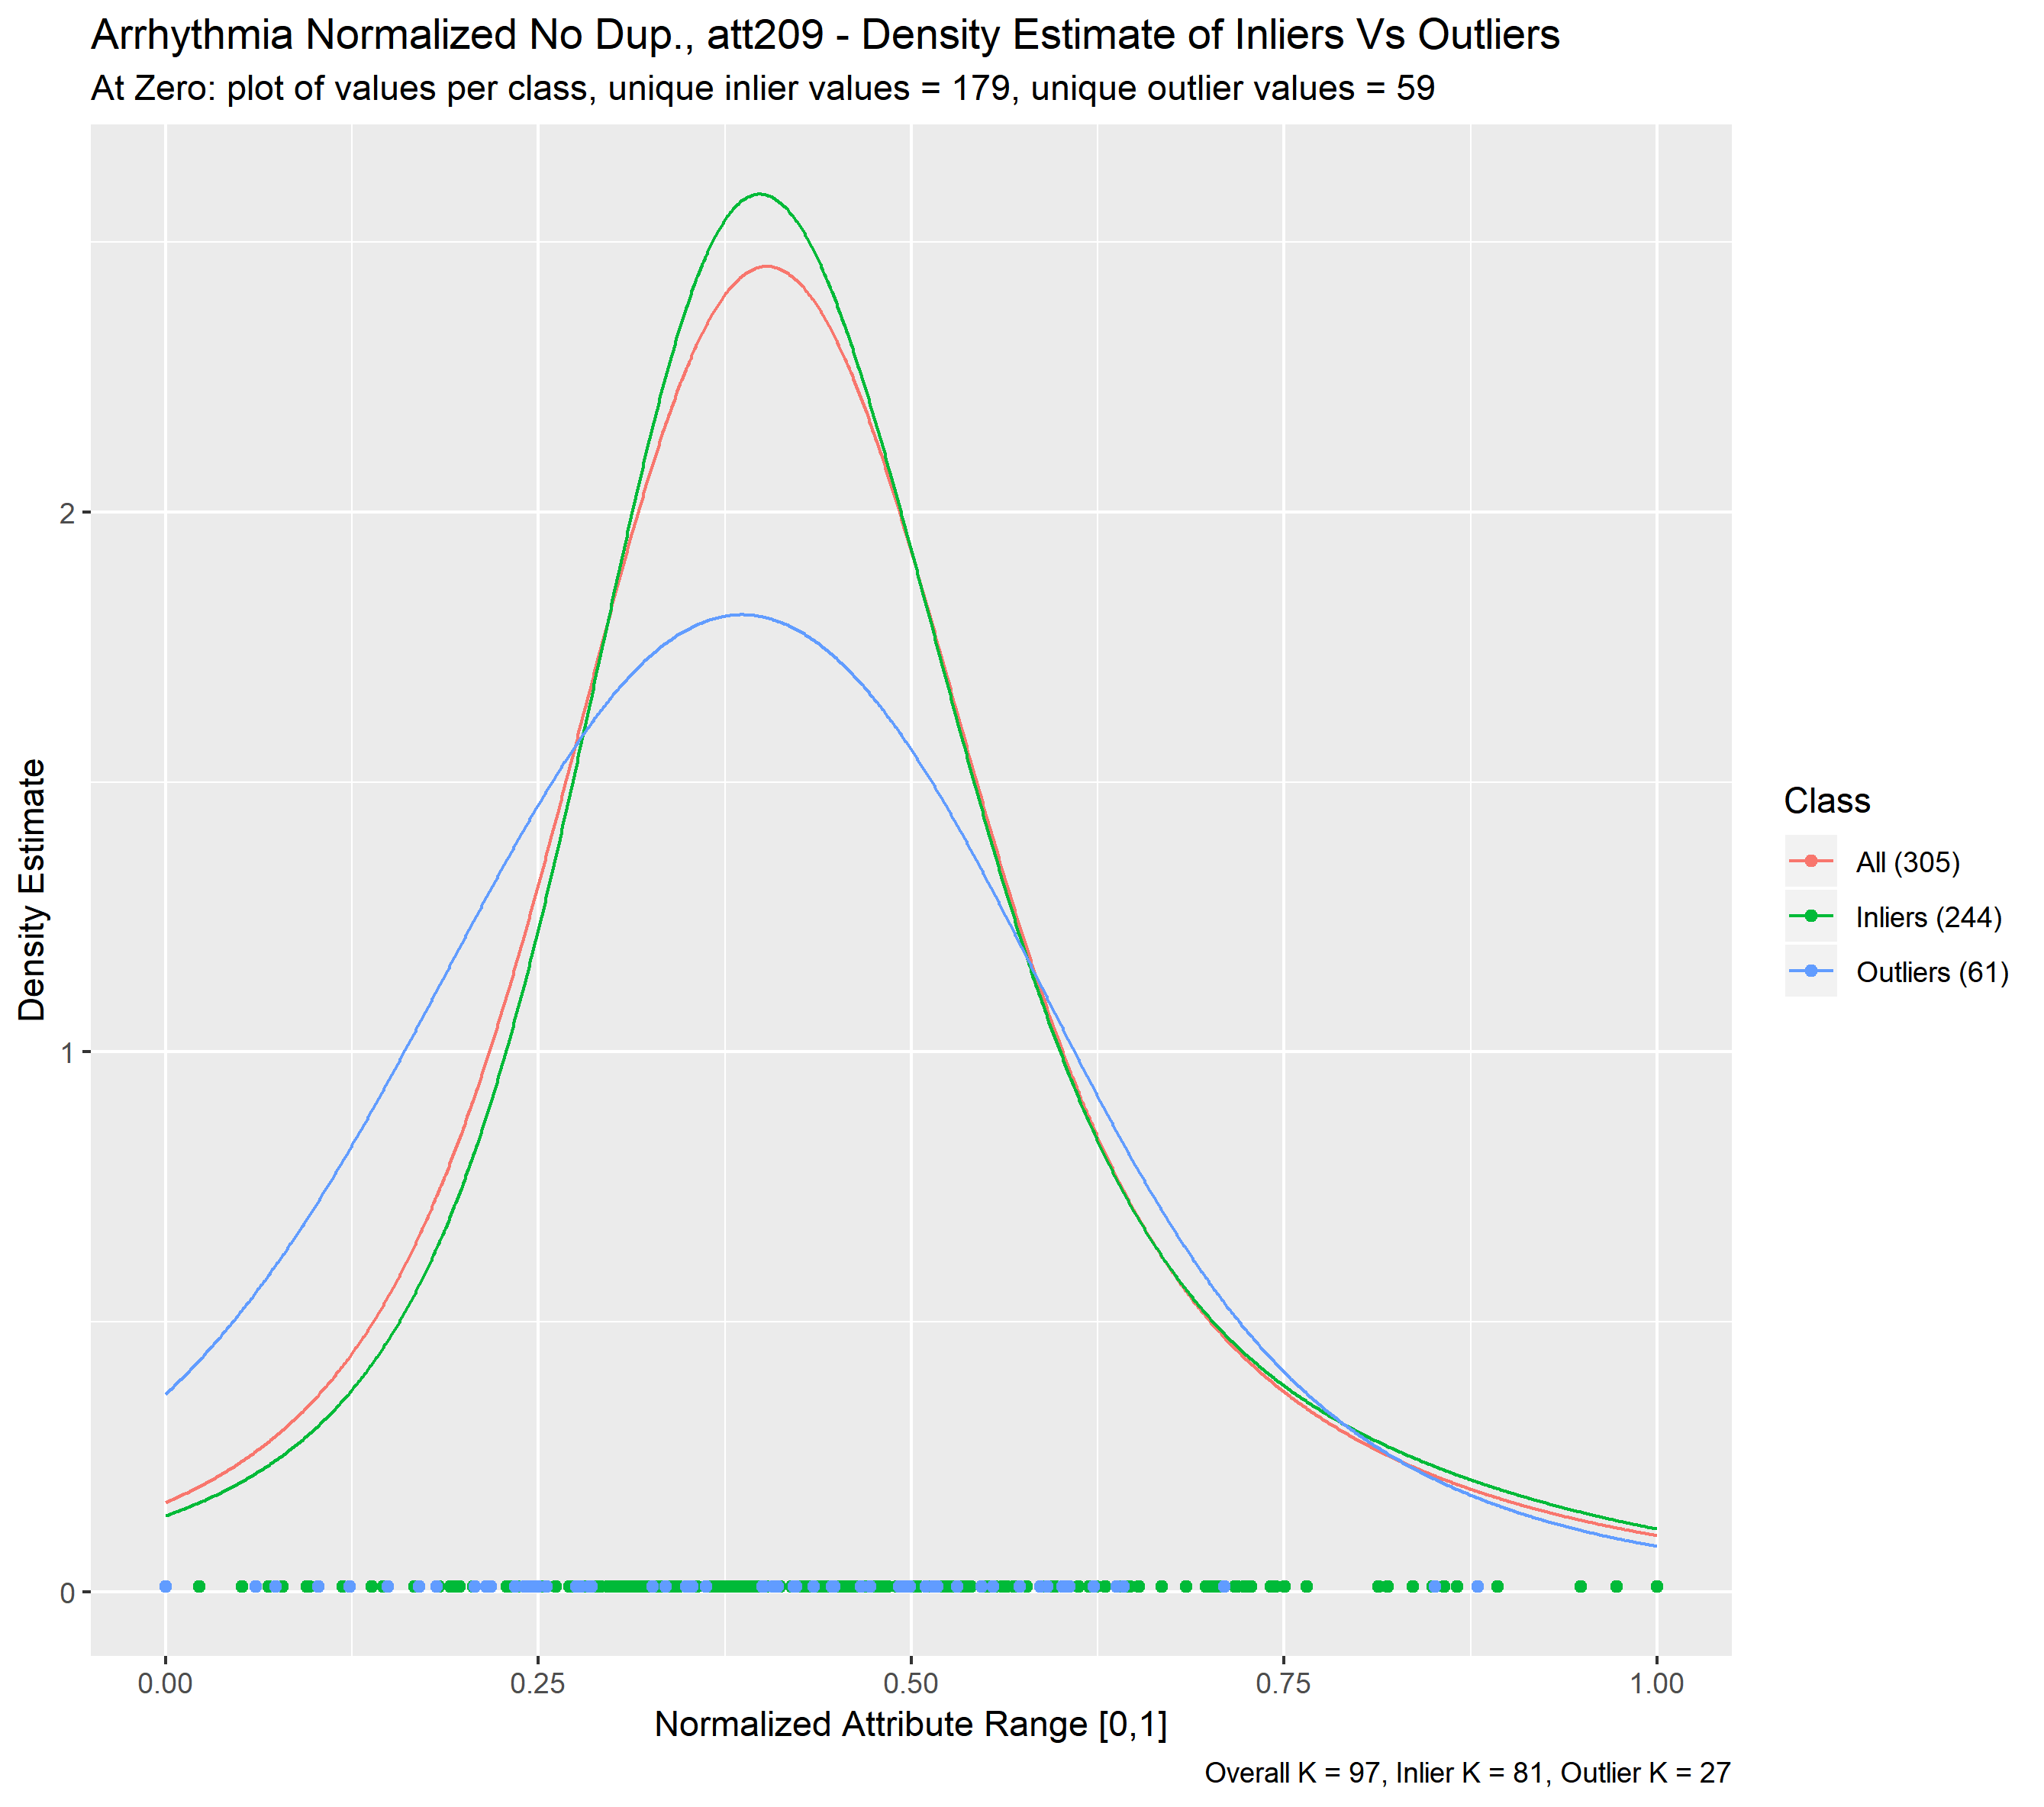 Arrhythmia Normalized No Dup., att209 - Density Estimate of Inliers Vs Outliers
At Zero: plot of values per class, unique inlier values = 179, unique outlier values = 59
Density Estimate
2
1
0
0.00
0.25
0.50
0.75
1.00
Normalized Attribute Range [0,1]
Class
All (305)
Inliers (244)
Outliers (61)
Overall K = 97, Inlier K = 81, Outlier K = 27